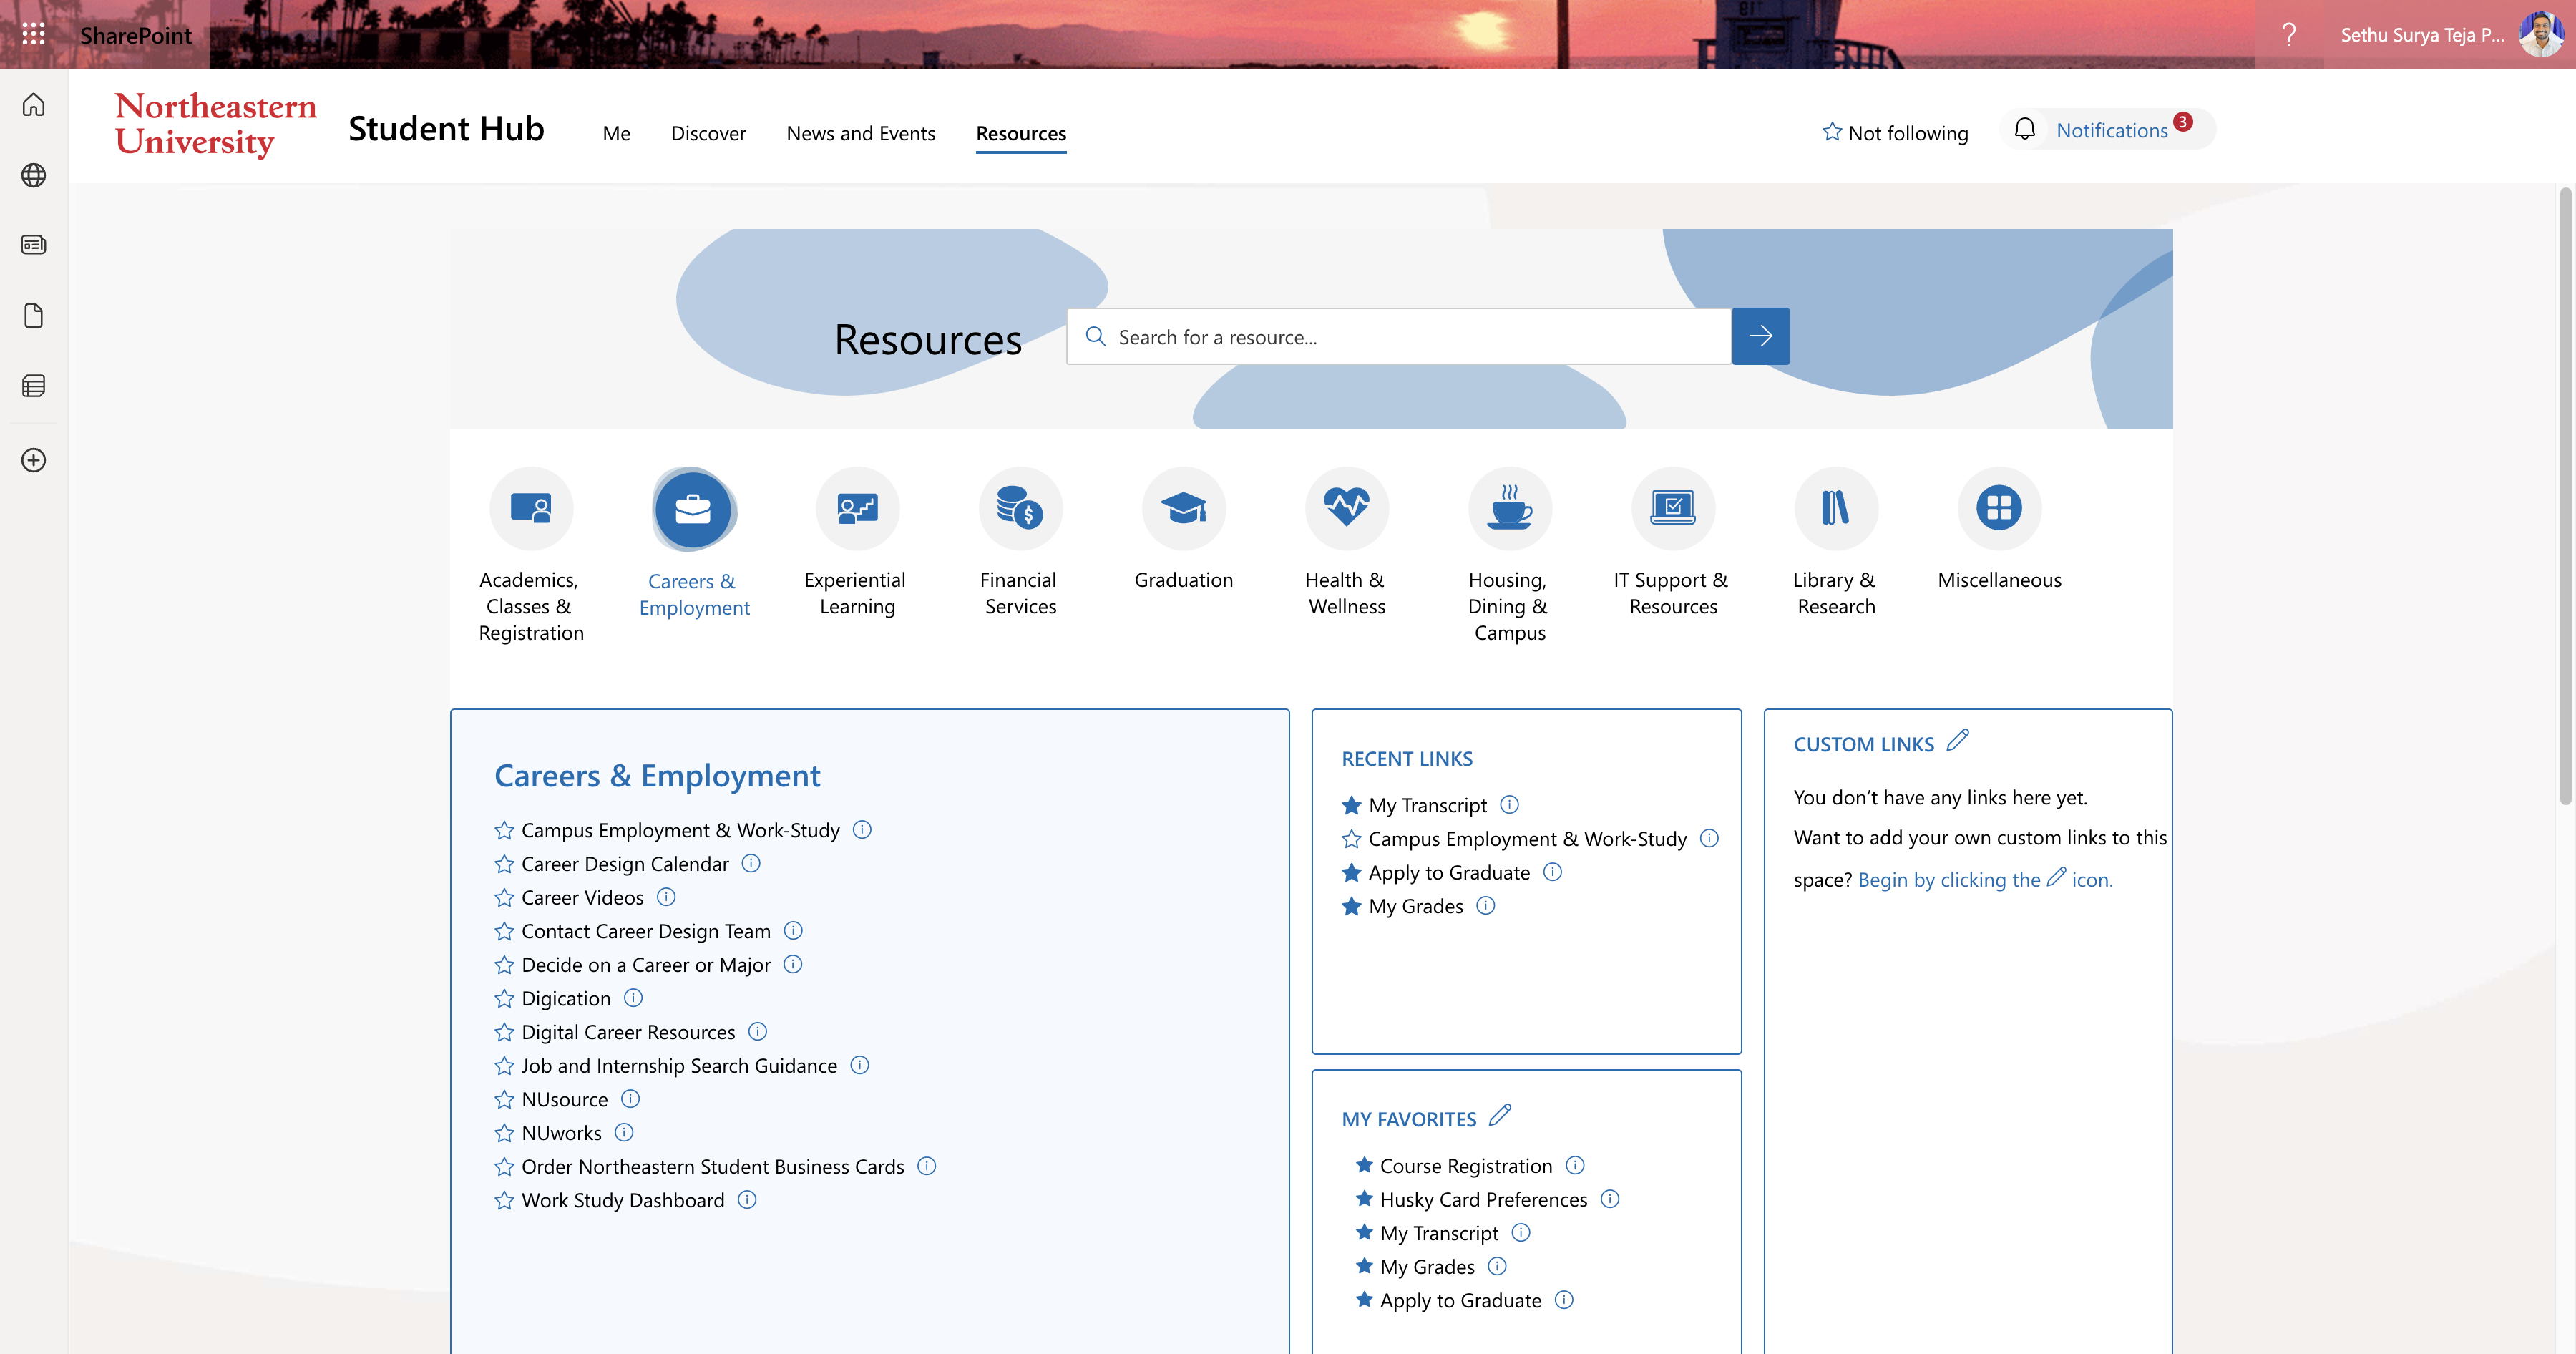 SharePoint
?
Sethu Surya Teja P...
Northeastern
University
Student Hub
Me
Discover
News and Events
Resources
Not following
Notifications
3
Resources
Search for a resource...
Academics,
Classes &
Registration
Careers &
Employment
Experiential
Learning
Financial
Services
Graduation
Health &
Wellness
Housing,
Dining &
Campus
IT Support &
Resources
Library &
Research
Miscellaneous
Careers & Employment
Campus Employment & Work-Study
Career Design Calendar
Career Videos
Contact Career Design Team
Decide on a Career or Major
Digication
Digital Career Resources
Job and Internship Search Guidance
NUsource
NUworks
Order Northeastern Student Business Cards
Work Study Dashboard
RECENT LINKS
My Transcript
Campus Employment & Work-Study
Apply to Graduate
My Grades
MY FAVORITES
Course Registration
Husky Card Preferences
My Transcript
My Grades
Apply to Graduate
CUSTOM LINKS
You don't have any links here yet.
Want to add your own custom links to this
space? Begin by clicking the icon.